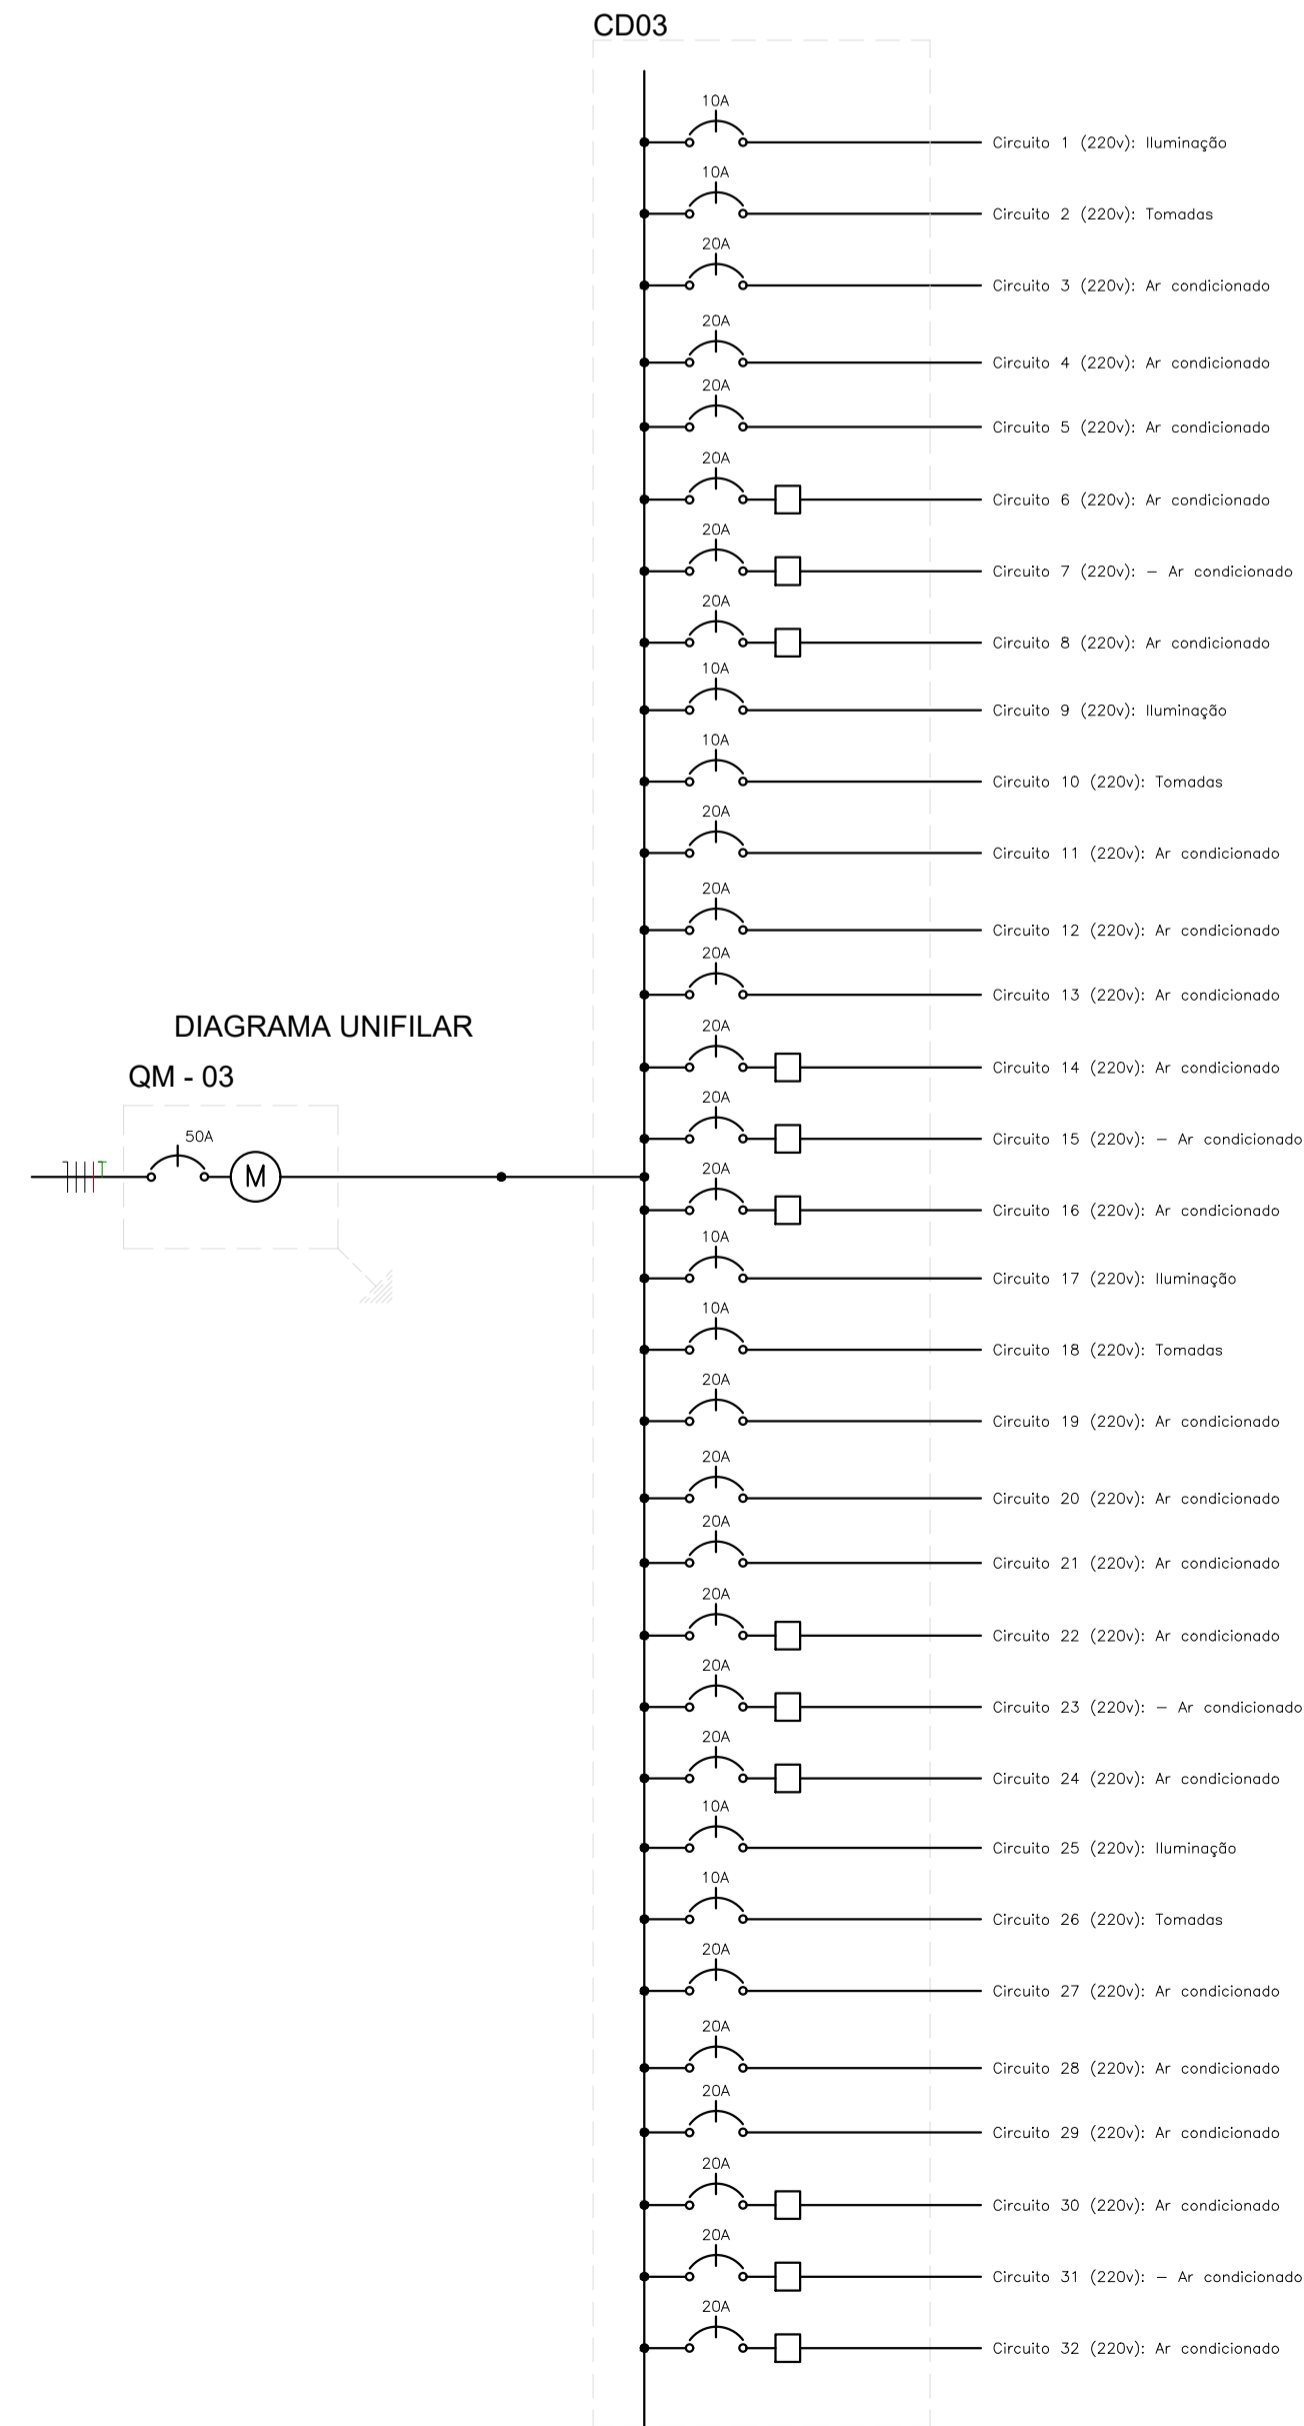 CD03
10A
Circuito 1 (220v): Iluminação
10A
Circuito 2 (220v): Tomadas
20A
Circuito 3 (220v): Ar condicionado
20A
Circuito 4 (220v): Ar condicionado
20A
Circuito 5 (220v): Ar condicionado
20A
Circuito 6 (220v): Ar condicionado
20A
Circuito 7 (220v): – Ar condicionado
20A
Circuito 8 (220v): Ar condicionado
10A
Circuito 9 (220v): Iluminação
10A
Circuito 10 (220v): Tomadas
20A
Circuito 11 (220v): Ar condicionado
20A
Circuito 12 (220v): Ar condicionado
20A
Circuito 13 (220v): Ar condicionado
20A
Circuito 14 (220v): Ar condicionado
20A
Circuito 15 (220v): – Ar condicionado
DIAGRAMA UNIFILAR
QM - 03
50A
M
20A
Circuito 16 (220v): Ar condicionado
10A
Circuito 17 (220v): Iluminação
10A
Circuito 18 (220v): Tomadas
20A
Circuito 19 (220v): Ar condicionado
20A
Circuito 20 (220v): Ar condicionado
20A
Circuito 21 (220v): Ar condicionado
20A
Circuito 22 (220v): Ar condicionado
20A
Circuito 23 (220v): – Ar condicionado
20A
Circuito 24 (220v): Ar condicionado
10A
Circuito 25 (220v): Iluminação
10A
Circuito 26 (220v): Tomadas
20A
Circuito 27 (220v): Ar condicionado
20A
Circuito 28 (220v): Ar condicionado
20A
Circuito 29 (220v): Ar condicionado
20A
Circuito 30 (220v): Ar condicionado
20A
Circuito 31 (220v): – Ar condicionado
20A
Circuito 32 (220v): Ar condicionado